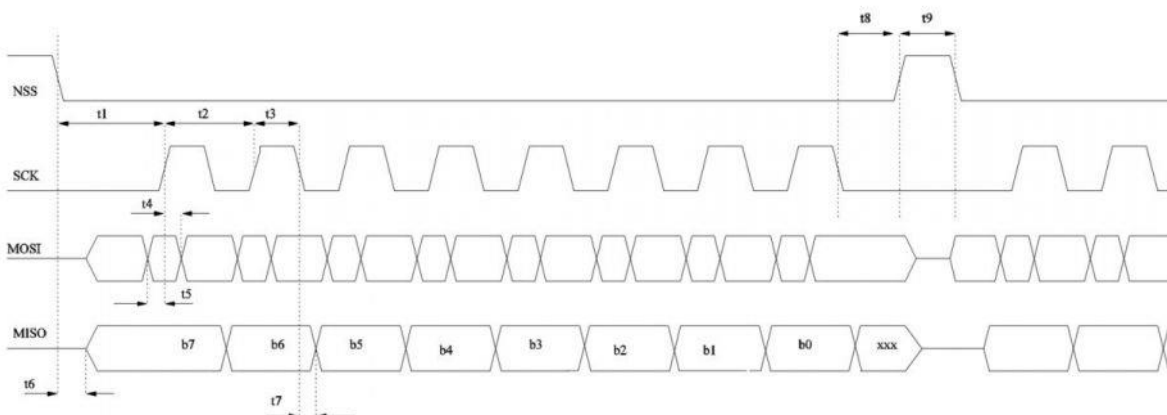 t8 t9
NSS
t1 t2 t3
SCK
t4
MOSI
t5
MISO b7 b6 b5 b4 b3 b2 b1 b0 xxx
t6
t7